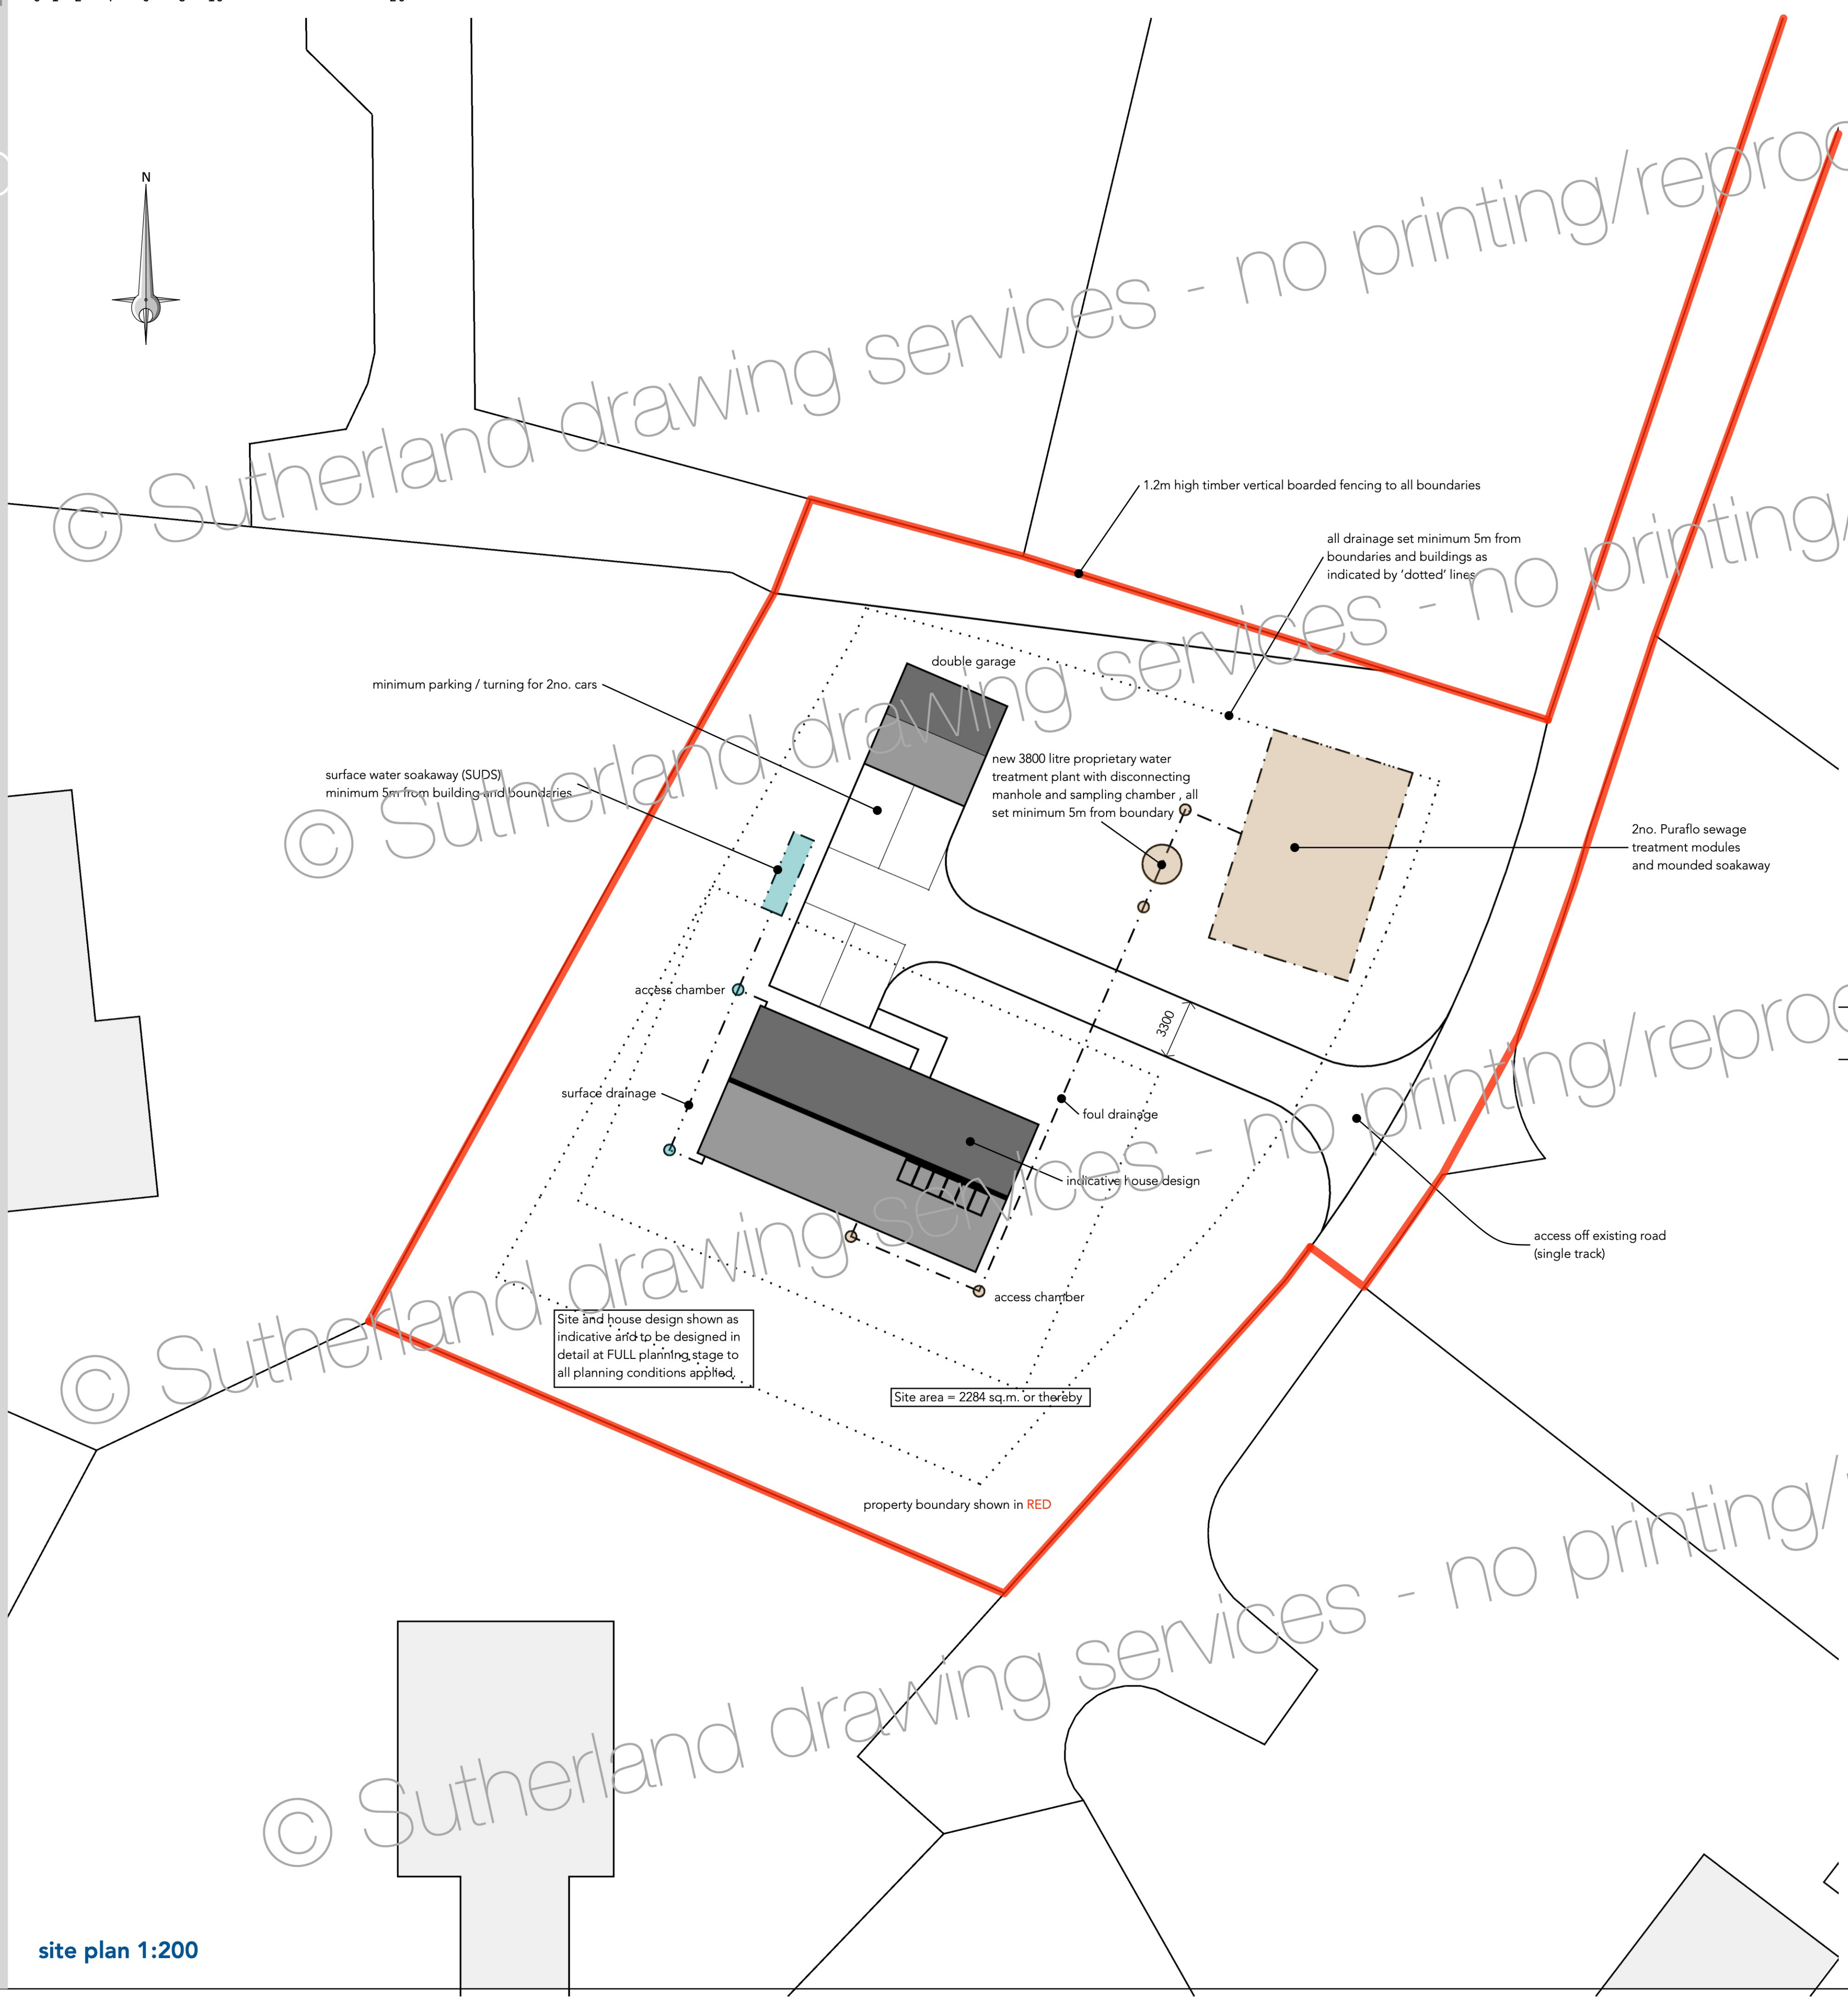 N
© Sutherland drawing services - no printing/reprod
1.2m high timber vertical boarded fencing to all boundaries
all drainage set minimum 5m from
boundaries and buildings as
indicated by ‘dotted’ lines
© Sutherland drawing services - no printing/
double garage
minimum parking / turning for 2no. cars
surface water soakaway (SUDS)
minimum 5m from building and boundaries
new 3800 litre proprietary water
treatment plant with disconnecting
manhole and sampling chamber , all
set minimum 5m from boundary
2no. Puraflo sewage
treatment modules
and mounded soakaway
access chamber
3300
surface drainage
foul drainage
indicative house design
© Sutherland drawing services - no printing/reproc
access off existing road
(single track)
access chamber
Site and house design shown as
indicative and to be designed in
detail at FULL planning stage to
all planning conditions applied.
Site area = 2284 sq.m. or thereby
property boundary shown in RED
© Sutherland drawing services - no printing/
site plan 1:200